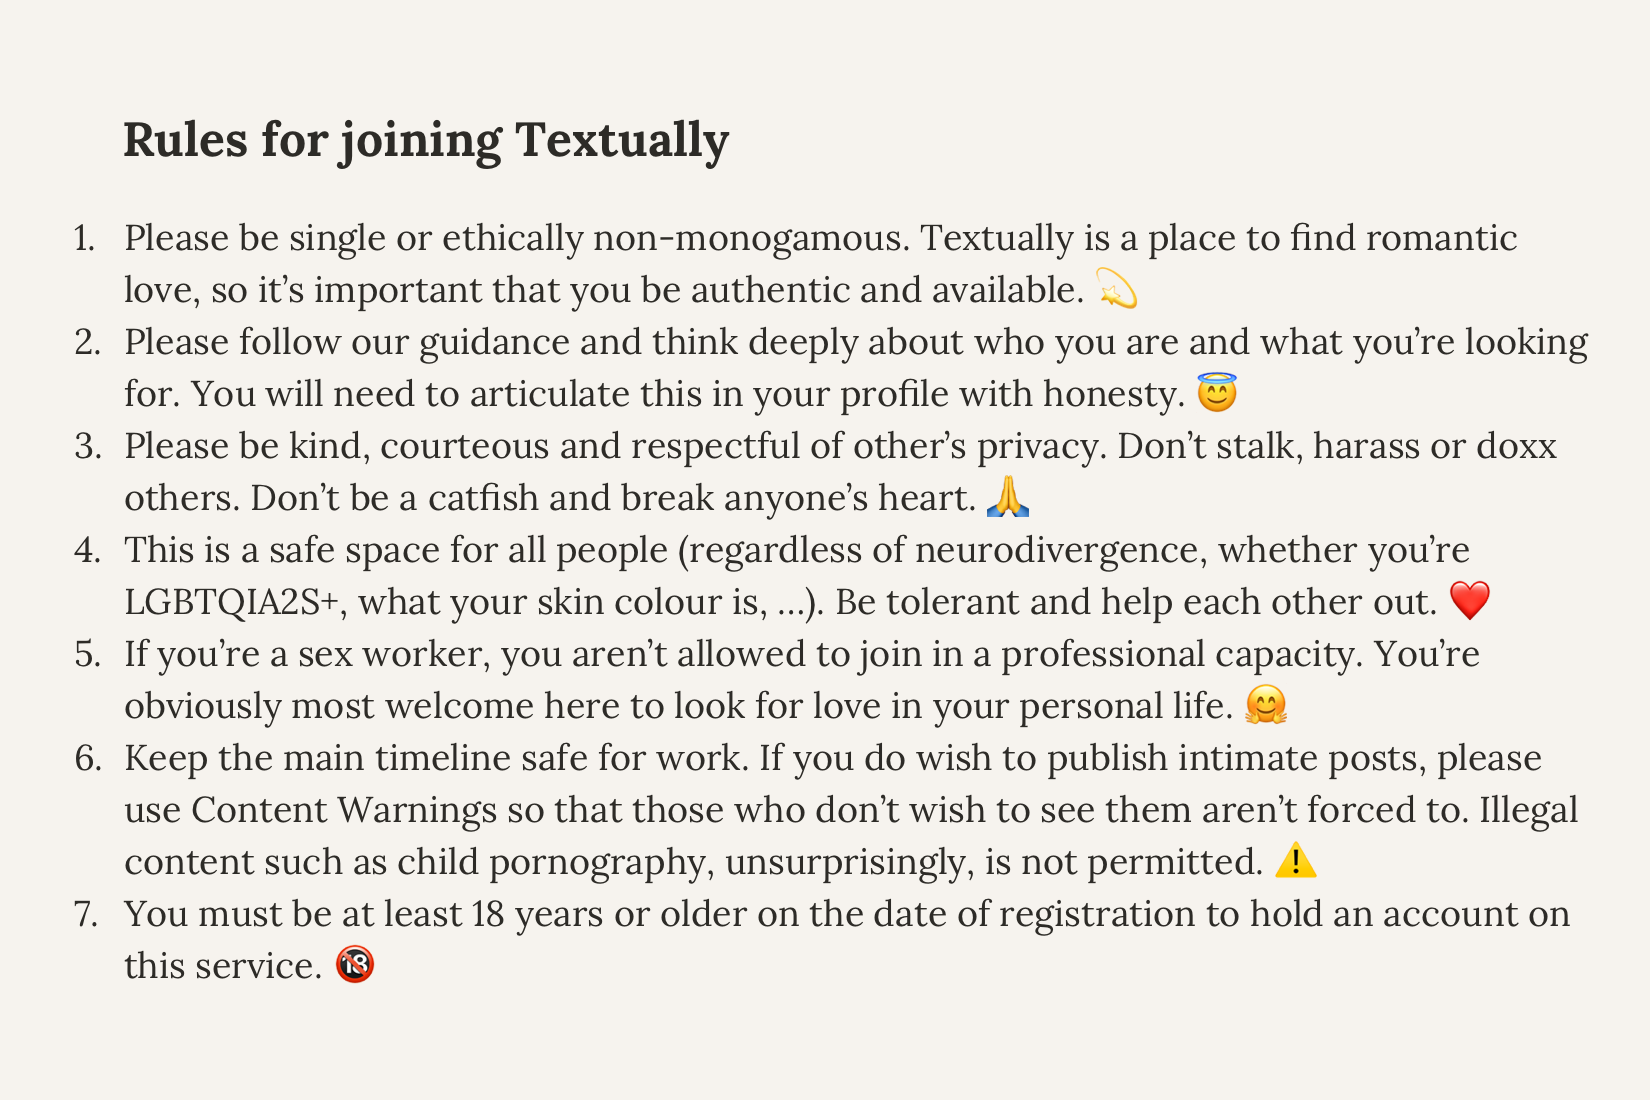 Rules for joining Textually
1. Please be single or ethically non-monogamous. Textually is a place to find romantic
love, so it’s important that you be authentic and available. 💫
2. Please follow our guidance and think deeply about who you are and what you’re looking
for. You will need to articulate this in your profile with honesty. 😇
3. Please be kind, courteous and respectful of other’s privacy. Don’t stalk, harass or doxx
others. Don’t be a catfish and break anyone’s heart. 🙏
4. This is a safe space for all people (regardless of neurodivergence, whether you’re
LGBTQIA2S+, what your skin colour is, …). Be tolerant and help each other out. ❤️
5. If you’re a sex worker, you aren’t allowed to join in a professional capacity. You’re
obviously most welcome here to look for love in your personal life. 🤗
6. Keep the main timeline safe for work. If you do wish to publish intimate posts, please
use Content Warnings so that those who don’t wish to see them aren’t forced to. Illegal
content such as child pornography, unsurprisingly, is not permitted. ⚠️
7. You must be at least 18 years or older on the date of registration to hold an account on
this service. 🔞